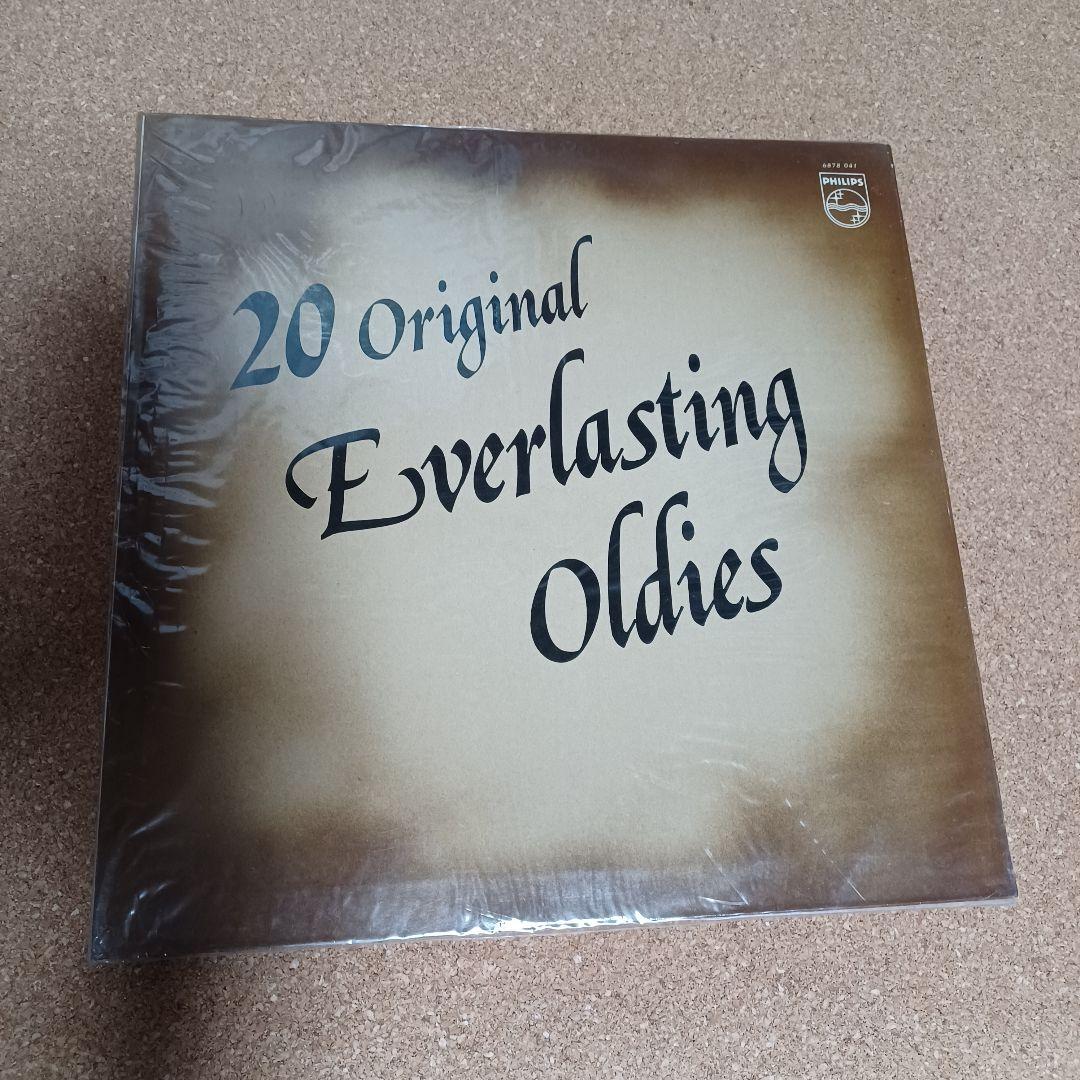 6878 041
PHILIPS
20 Original
Everlasting
Oldies